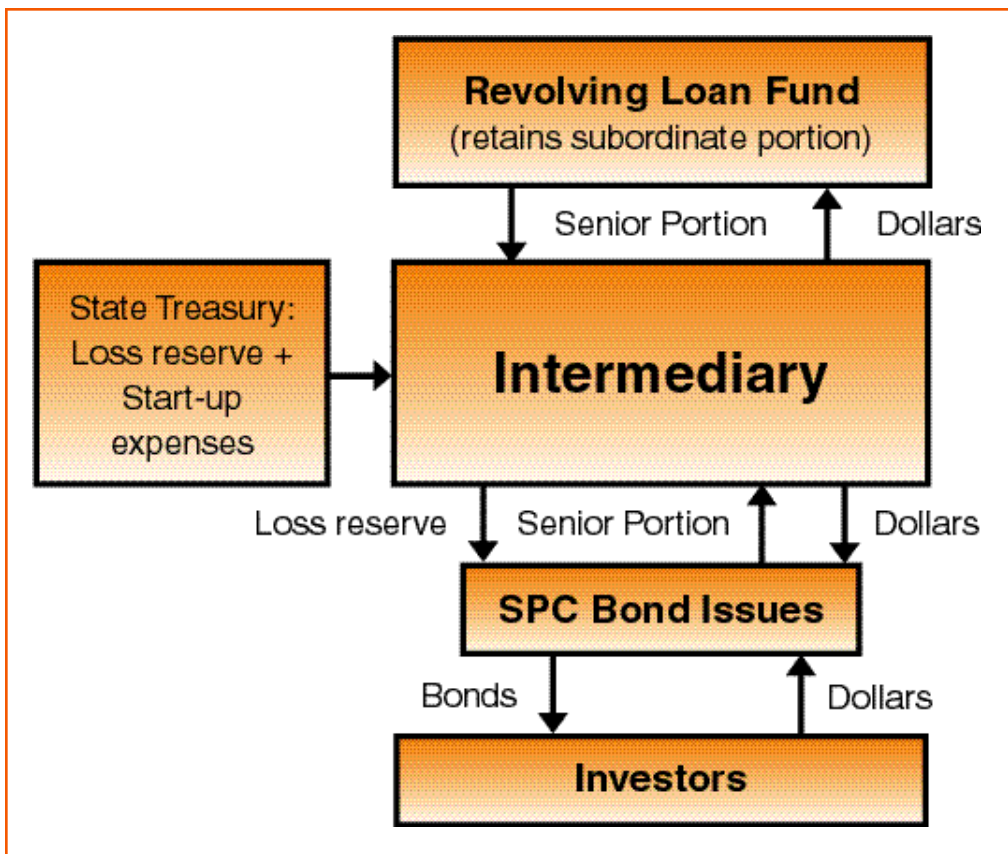 Revolving Loan Fund
(retains subordinate portion)
Senior Portion
Dollars
State Treasury:
Loss reserve +
Start-up
expenses
Intermediary
Loss reserve
Senior Portion
Dollars
SPC Bond Issues
Bonds
Dollars
Investors